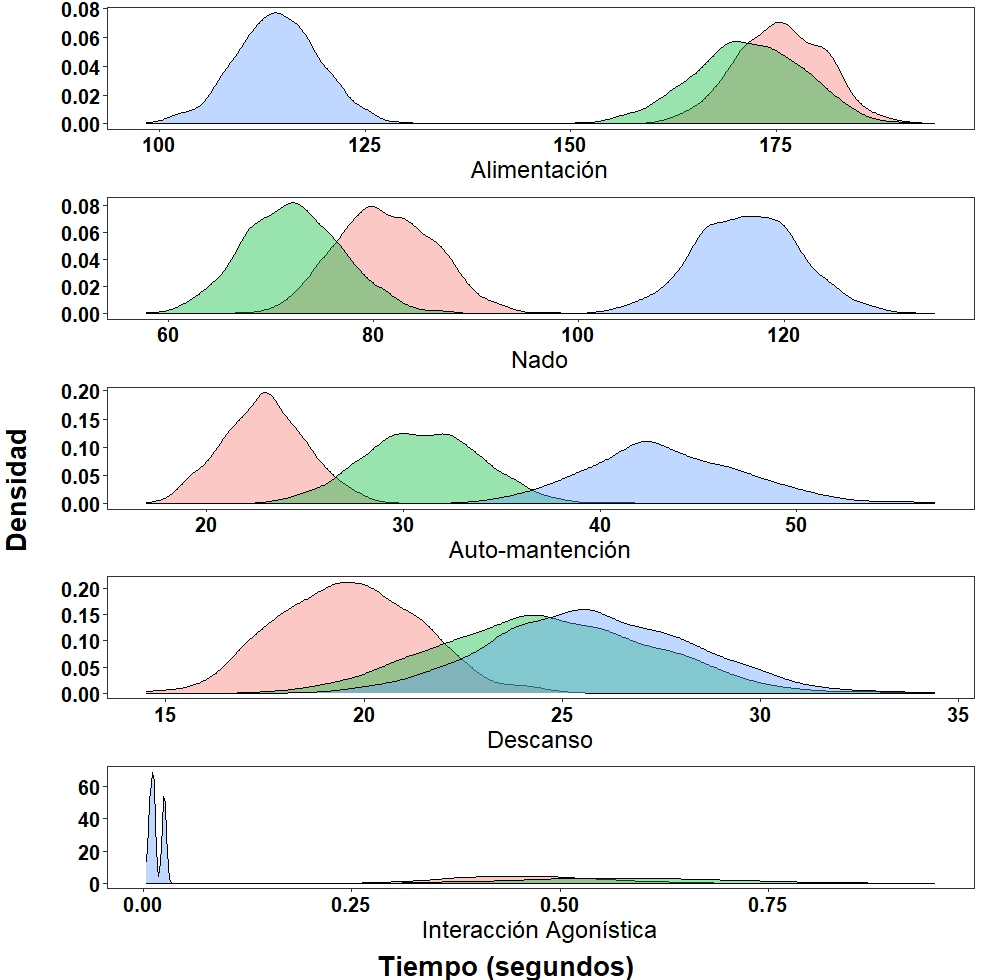 0.08
0.06
0.04
0.02
0.00
100 125 150 175
Alimentación
0.08
0.06
0.04
0.02
0.00
60 80 100 120
Nado
Densidad
0.20
0.15
0.10
0.05
0.00
20 30 40 50
Auto-mantención
0.20
0.15
0.10
0.05
0.00
15 20 25 30 35
Descanso
60
40
20
0
0.00 0.25 0.50 0.75
Interacción Agonística
Tiempo (segundos)